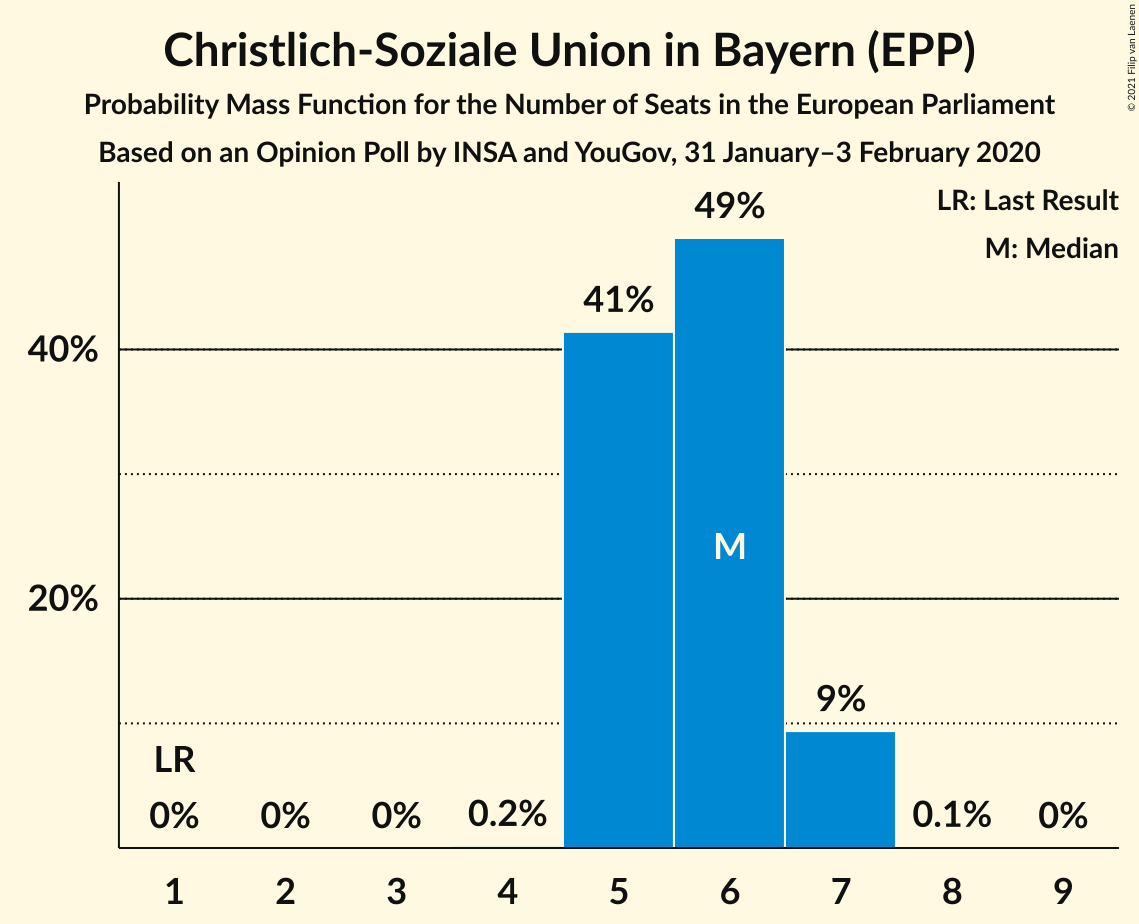 Christlich-Soziale Union in Bayern (EPP)
Probability Mass Function for the Number of Seats in the European Parliament
Based on an Opinion Poll by INSA and YouGov, 31 January–3 February 2020
© 2021 Filip van Laenen
LR: Last Result
M: Median
49%
41%
40%
M
20%
9%
LR
0% 0% 0% 0.2% 0.1% 0%
1 2 3 4 5 6 7 8 9